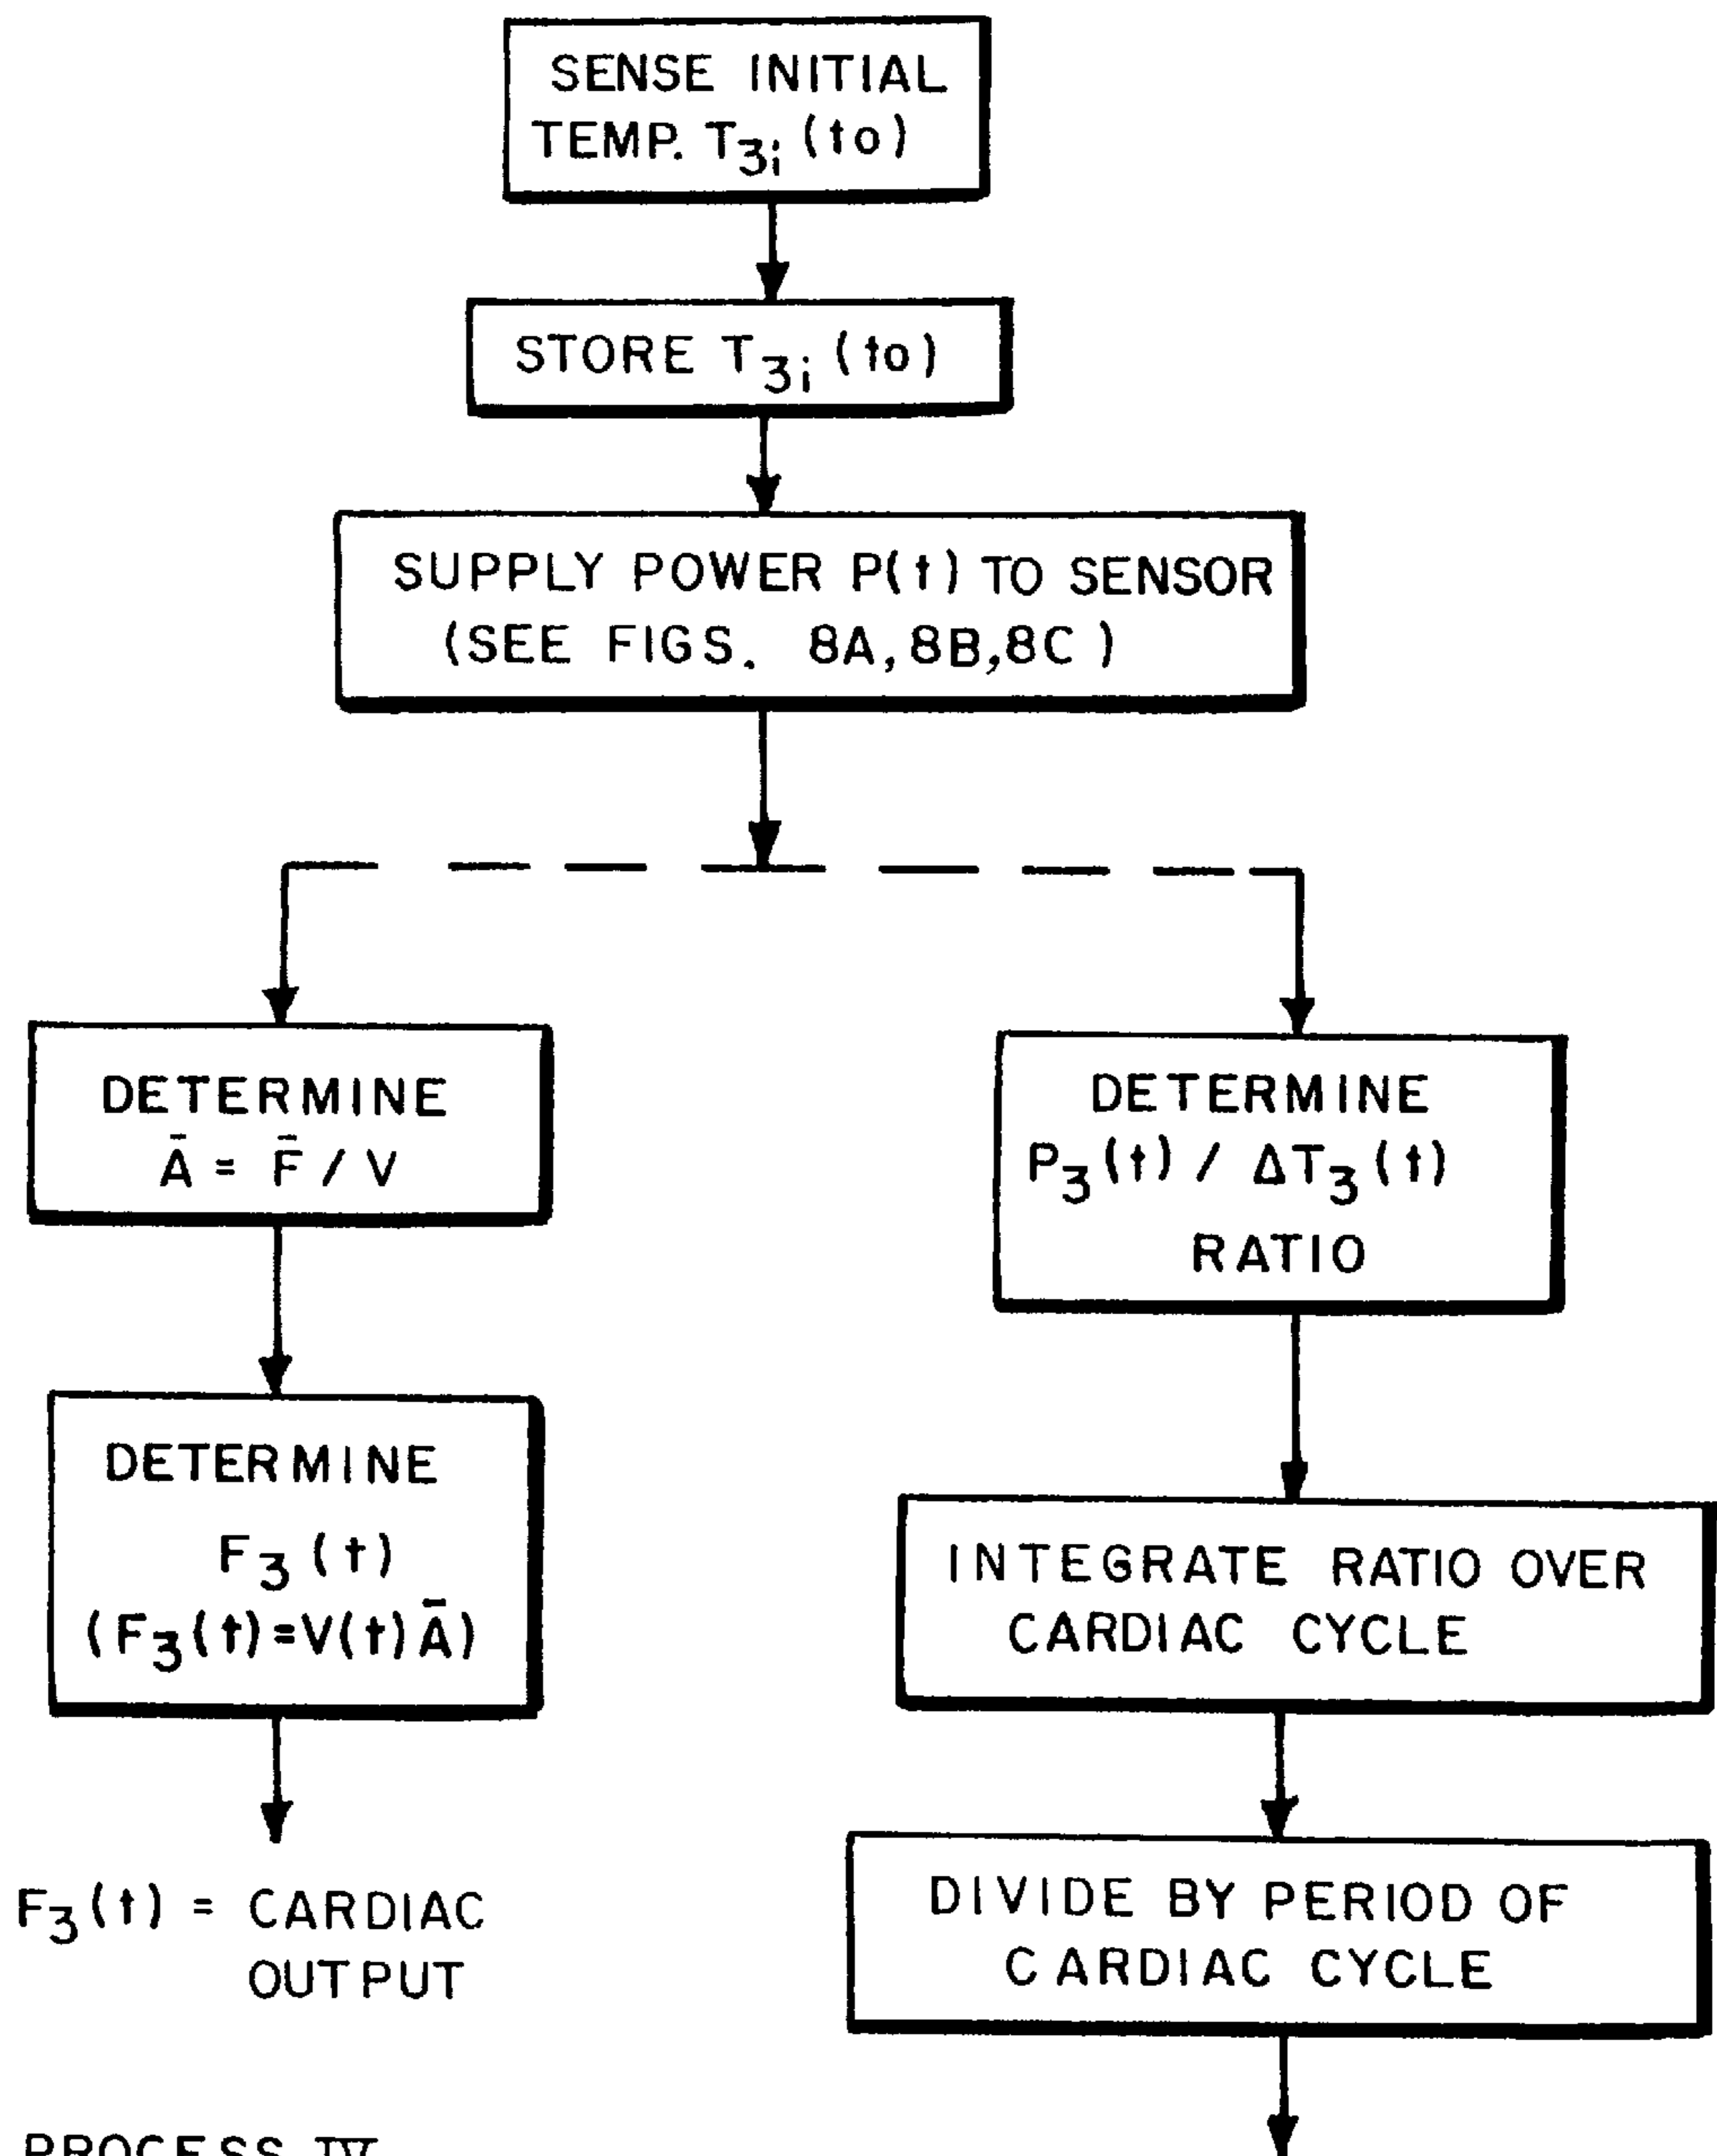 SENSE INITIAL
TEMP. T3i (to)
STORE T3i (to)
SUPPLY POWER P(t) TO SENSOR
(SEE FIGS. 8A, 8B, 8C )
DETERMINE
Ā = F̄ / V
DETERMINE
F3 (t)
(F3(t)=V(t)Ā)
F3(t) = CARDIAC
OUTPUT
DETERMINE
P3(t) / ΔT3(t)
RATIO
INTEGRATE RATIO OVER
CARDIAC CYCLE
DIVIDE BY PERIOD OF
CARDIAC CYCLE
PROCESS IV